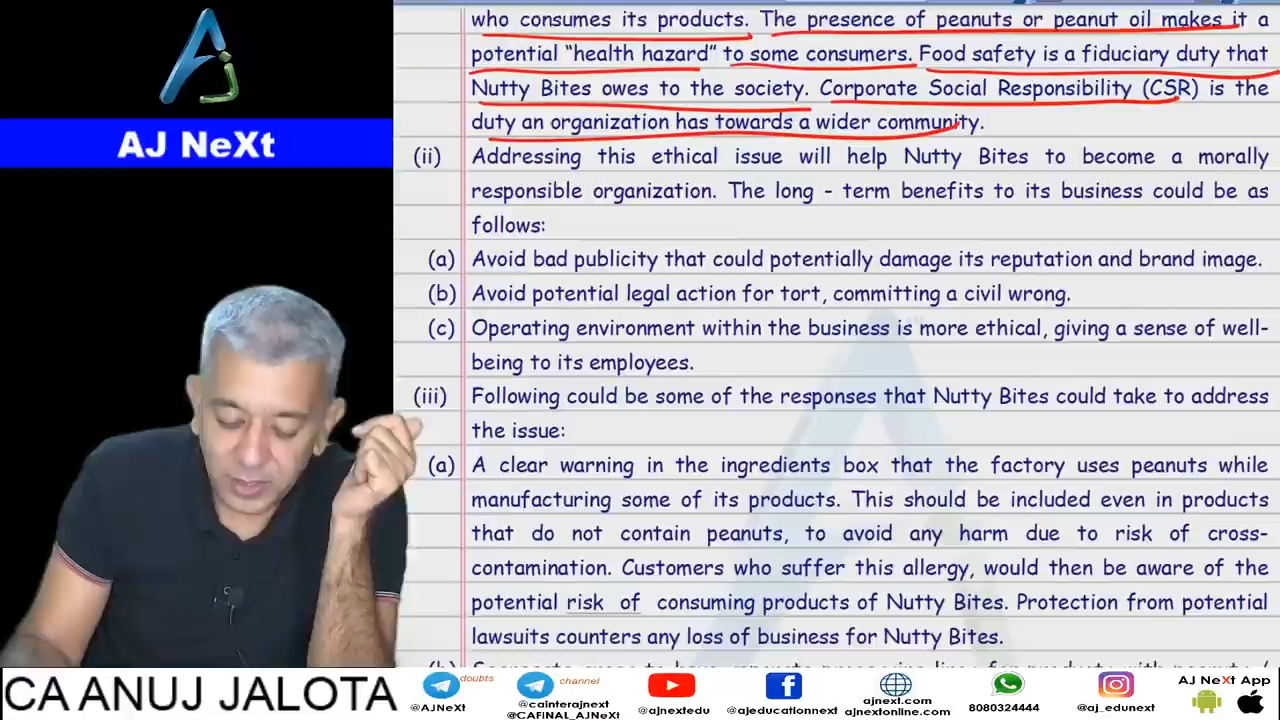 who consumes its products. The presence of peanuts or peanut oil makes it a
potential “health hazard” to some consumers. Food safety is a fiduciary duty that
Nutty Bites owes to the society. Corporate Social Responsibility (CSR) is the
duty an organization has towards a wider community.
(ii) Addressing this ethical issue will help Nutty Bites to become a morally
responsible organization. The long - term benefits to its business could be as
follows:
(a) Avoid bad publicity that could potentially damage its reputation and brand image.
(b) Avoid potential legal action for tort, committing a civil wrong.
(c) Operating environment within the business is more ethical, giving a sense of well-
being to its employees.
(iii) Following could be some of the responses that Nutty Bites could take to address
the issue:
(a) A clear warning in the ingredients box that the factory uses peanuts while
manufacturing some of its products. This should be included even in products
that do not contain peanuts, to avoid any harm due to risk of cross-
contamination. Customers who suffer this allergy, would then be aware of the
potential risk of consuming products of Nutty Bites. Protection from potential
lawsuits counters any loss of business for Nutty Bites.
AJ
AJ NeXt
CA ANUJ JALOTA
doubts
@AJNeXt
channel
@cainterajnext
@CAFINAL_AJNeXt
@ajnextedu
@ajeducationnext
ajnext.com
ajnextonline.com
8080324444
@aj_edunext
AJ NeXt App